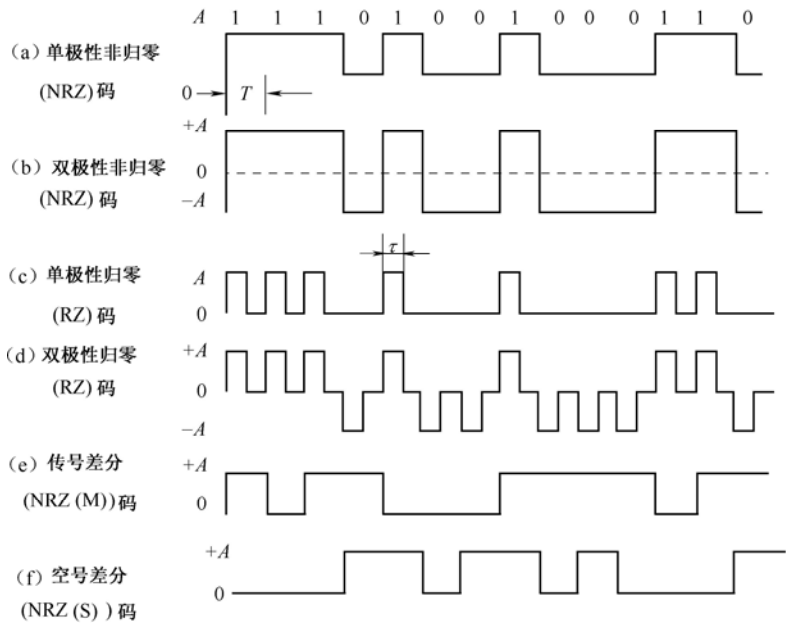 A 1 1 1 0 1 0 0 1 0 0 0 1 1 0
(a) 单极性非归零
(NRZ) 码
0 T
+A
(b) 双极性非归零
0
(NRZ) 码
–A
τ
(c) 单极性归零
A
(RZ) 码
0
(d) 双极性归零
+A
(RZ) 码
0
–A
(e) 传号差分
+A
(NRZ (M)) 码
0
+A
(f) 空号差分
0
(NRZ (S) ) 码